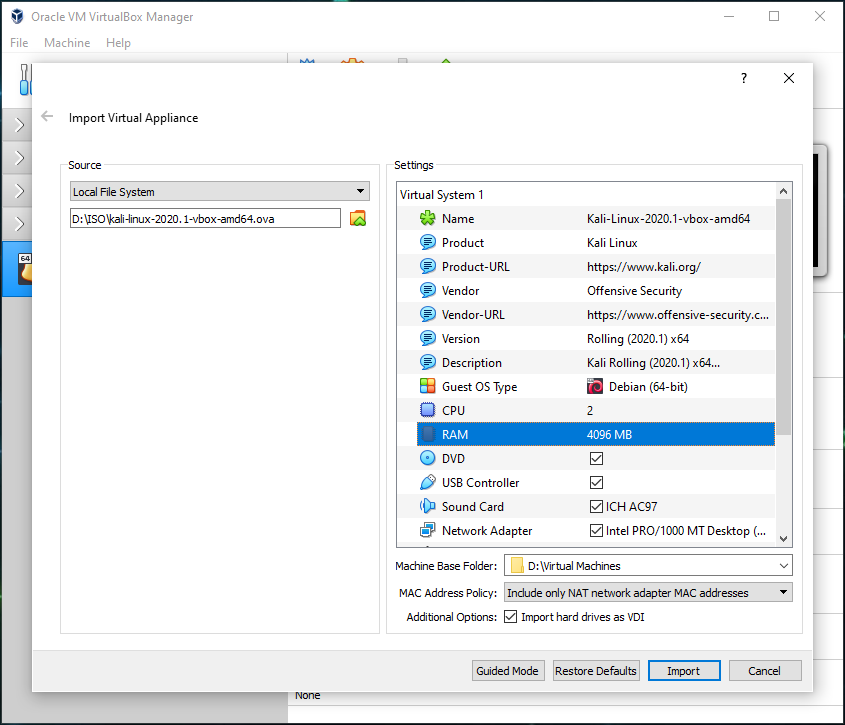 Oracle VM VirtualBox Manager
File Machine Help
?
Import Virtual Appliance
Source
Local File System
D:\ISO\kali-linux-2020.1-vbox-amd64.ova
Settings
Virtual System 1
Name Kali-Linux-2020.1-vbox-amd64
Product Kali Linux
Product-URL https://www.kali.org/
Vendor Offensive Security
Vendor-URL https://www.offensive-security.c...
Version Rolling (2020.1) x64
Description Kali Rolling (2020.1) x64...
Guest OS Type Debian (64-bit)
CPU 2
RAM 4096 MB
DVD
USB Controller
Sound Card ICH AC97
Network Adapter Intel PRO/1000 MT Desktop (...
64
Machine Base Folder: D:\Virtual Machines
MAC Address Policy: Include only NAT network adapter MAC addresses
Additional Options: Import hard drives as VDI
Guided Mode Restore Defaults Import Cancel
None